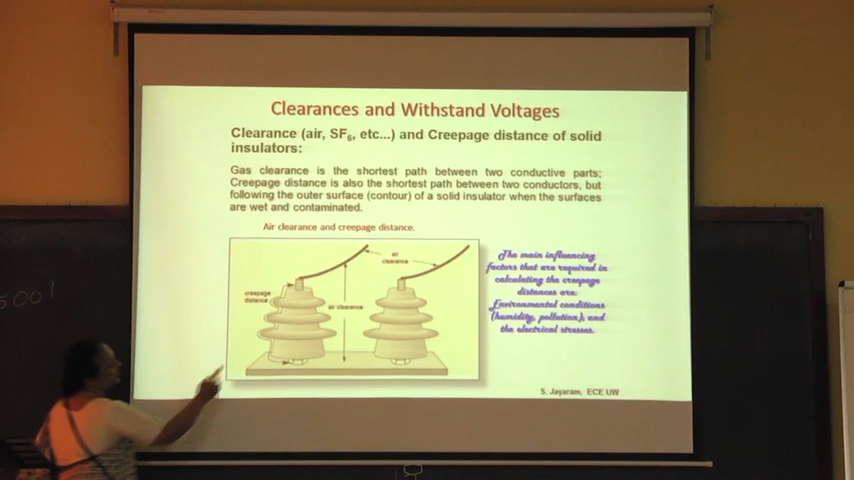 Clearances and Withstand Voltages
Clearance (air, SF6, etc...) and Creepage distance of solid
insulators:
Gas clearance is the shortest path between two conductive parts;
Creepage distance is also the shortest path between two conductors, but
following the outer surface (contour) of a solid insulator when the surfaces
are wet and contaminated.
Air clearance and creepage distance.
air
clearance
creepage
distance
air clearance
The main influencing
factors that are required in
calculating the creepage
distances are:
Environmental conditions
(humidity, pollution); and
the electrical stresses.
S. Jayaram, ECE UW
500